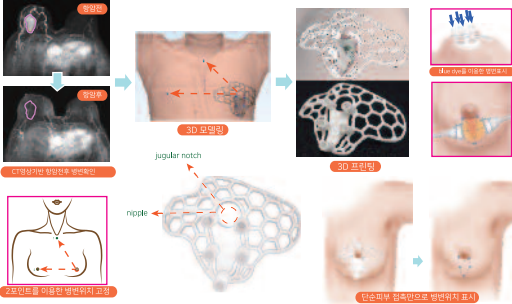 항암전
항암후
CT영상기반 항암전후 병변확인
3D 모델링
3D 프린팅
blue dye를 이용한 병변표시
jugular notch
nipple
2포인트를 이용한 병변위치 고정
단순피부 접촉만으로 병변위치 표시